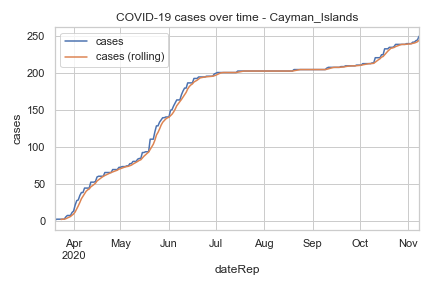 COVID-19 cases over time - Cayman_Islands
cases
cases (rolling)
250
200
150
100
50
0
cases
Apr May Jun Jul Aug Sep Oct Nov
2020
dateRep